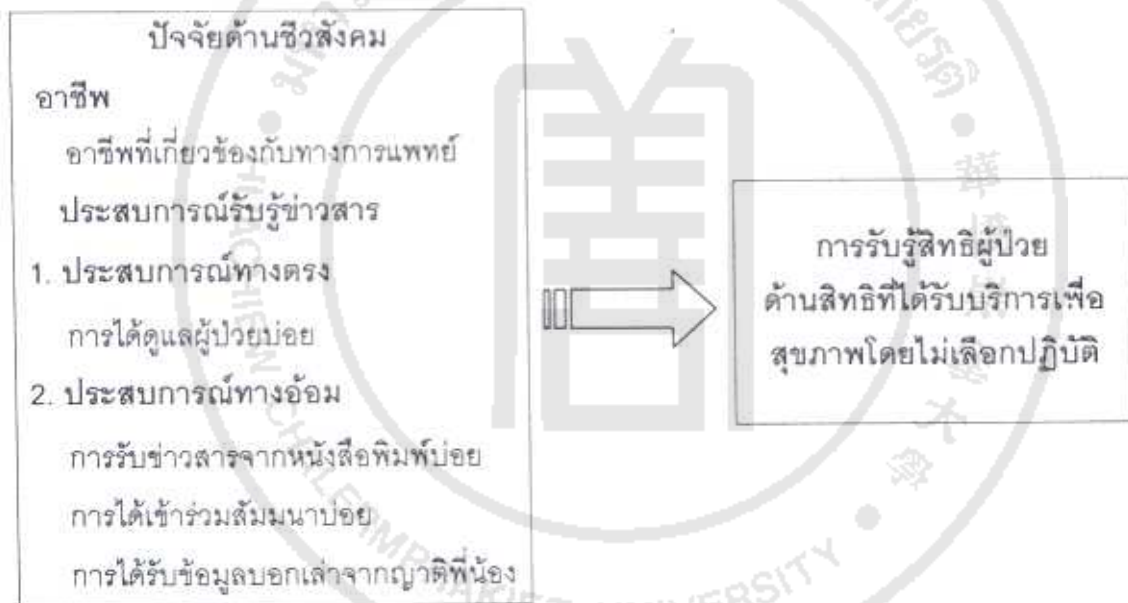 ปัจจัยด้านชีวสังคม
อาชีพ
อาชีพที่เกี่ยวข้องกับทางการแพทย์
ประสบการณ์รับรู้ข่าวสาร
1. ประสบการณ์ทางตรง
การได้ดูแลผู้ป่วยบ่อย
2. ประสบการณ์ทางอ้อม
การรับข่าวสารจากหนังสือพิมพ์บ่อย
การได้เข้าร่วมสัมมนาบ่อย
การได้รับข้อมูลบอกเล่าจากญาติพี่น้อง
การรับรู้สิทธิผู้ป่วย
ด้านสิทธิที่ได้รับบริการเพื่อ
สุขภาพโดยไม่เลือกปฏิบัติ
UNIVERSITY